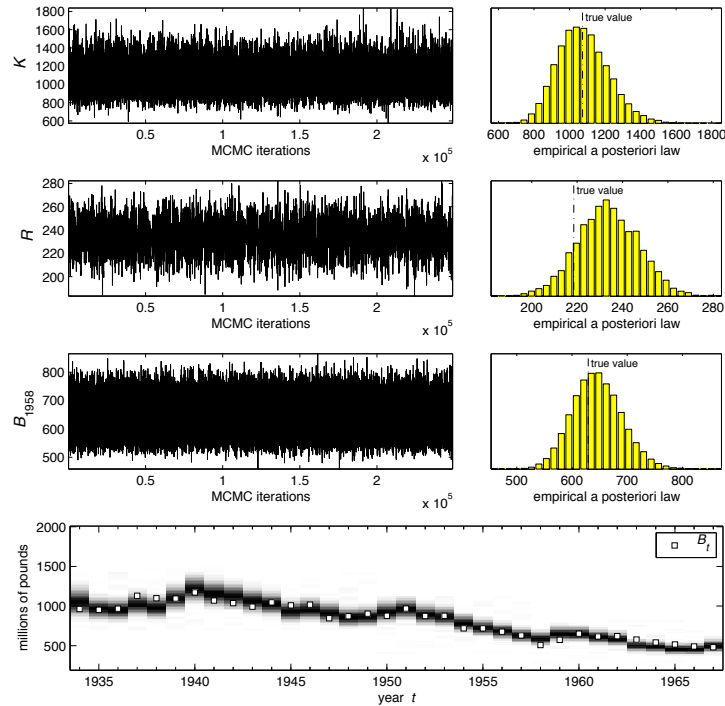 1800
1600
1400
1200
1000
800
600
K
0.5 1 1.5 2
MCMC iterations
x 10^5
true value
600 800 1000 1200 1400 1600 1800
empirical a posteriori law
280
260
240
220
200
R
0.5 1 1.5 2
MCMC iterations
x 10^5
true value
200 220 240 260 280
empirical a posteriori law
800
700
600
500
B_1958
0.5 1 1.5 2
MCMC iterations
x 10^5
true value
500 600 700 800
empirical a posteriori law
2000
1500
1000
500
millions of pounds
B_t
1935 1940 1945 1950 1955 1960 1965
year t